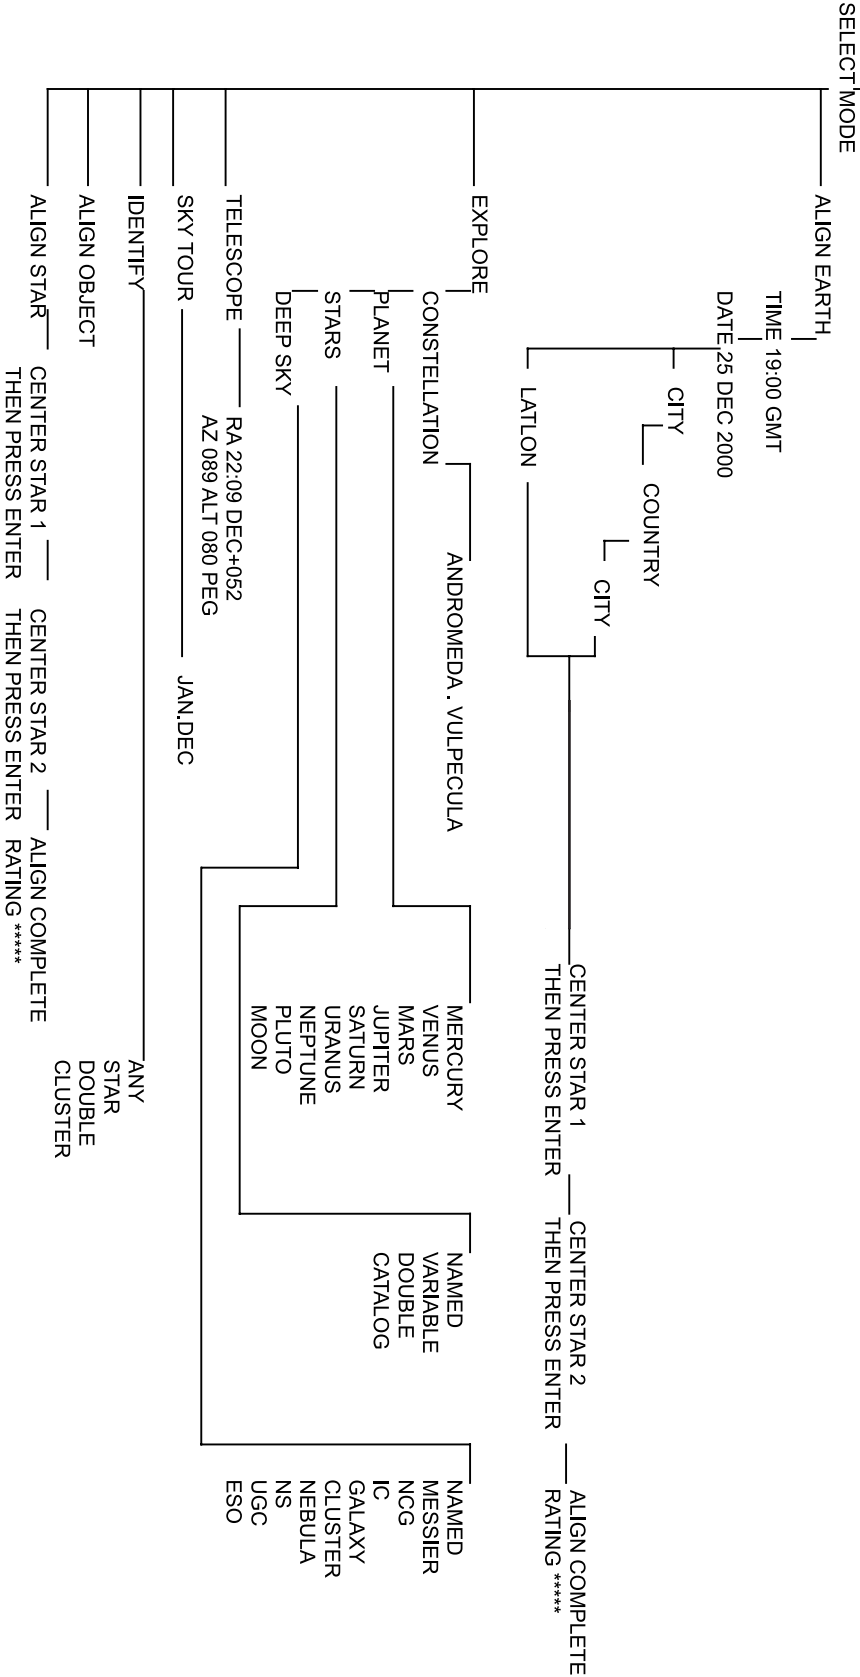 SELECT MODE
ALIGN EARTH
TIME 19:00 GMT
DATE 25 DEC 2000
CITY
COUNTRY
CITY
LATLON
CENTER STAR 1
THEN PRESS ENTER
CENTER STAR 2
THEN PRESS ENTER
ALIGN COMPLETE
RATING *****
EXPLORE
CONSTELLATION
ANDROMEDA . VULPECULA
PLANET
MERCURY
VENUS
MARS
JUPITER
SATURN
URANUS
NEPTUNE
PLUTO
MOON
STARS
NAMED
VARIABLE
DOUBLE
CATALOG
DEEP SKY
NAMED
MESSIER
NCG
IC
GALAXY
CLUSTER
NEBULA
NS
UGC
ESO
TELESCOPE
RA 22:09 DEC+052
AZ 089 ALT 080 PEG
SKY TOUR
JAN.DEC
IDENTIFY
ANY
STAR
DOUBLE
CLUSTER
ALIGN OBJECT
ALIGN STAR
CENTER STAR 1
THEN PRESS ENTER
CENTER STAR 2
THEN PRESS ENTER
ALIGN COMPLETE
RATING *****